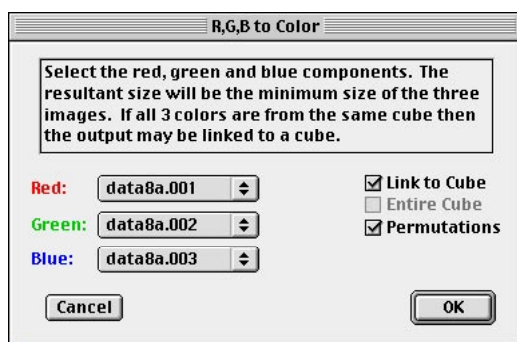 R,G,B to Color
Select the red, green and blue components. The
resultant size will be the minimum size of the three
images. If all 3 colors are from the same cube then
the output may be linked to a cube.
Red: data8a.001
Green: data8a.002
Blue: data8a.003
Link to Cube
Entire Cube
Permutations
Cancel
OK